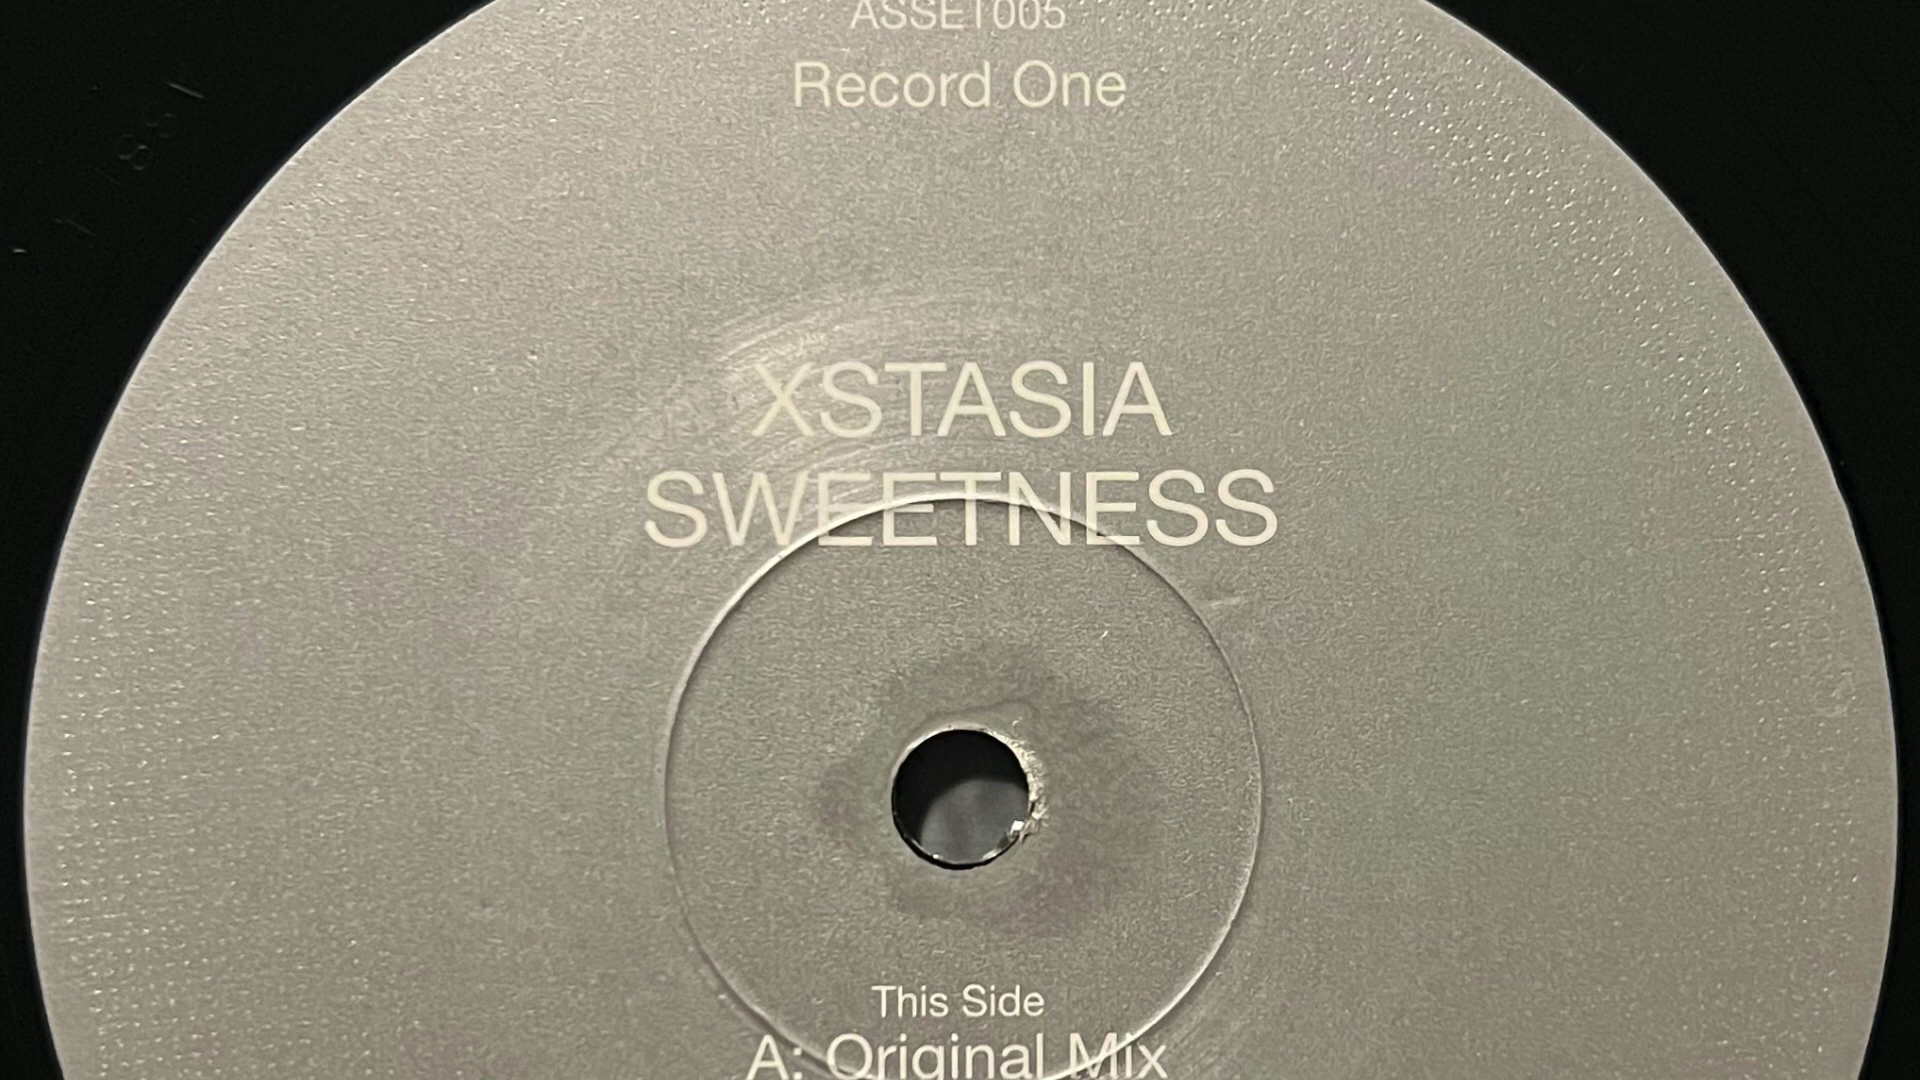 ASSET005
Record One
XSTASIA
SWEETNESS
This Side
A: Original Mix